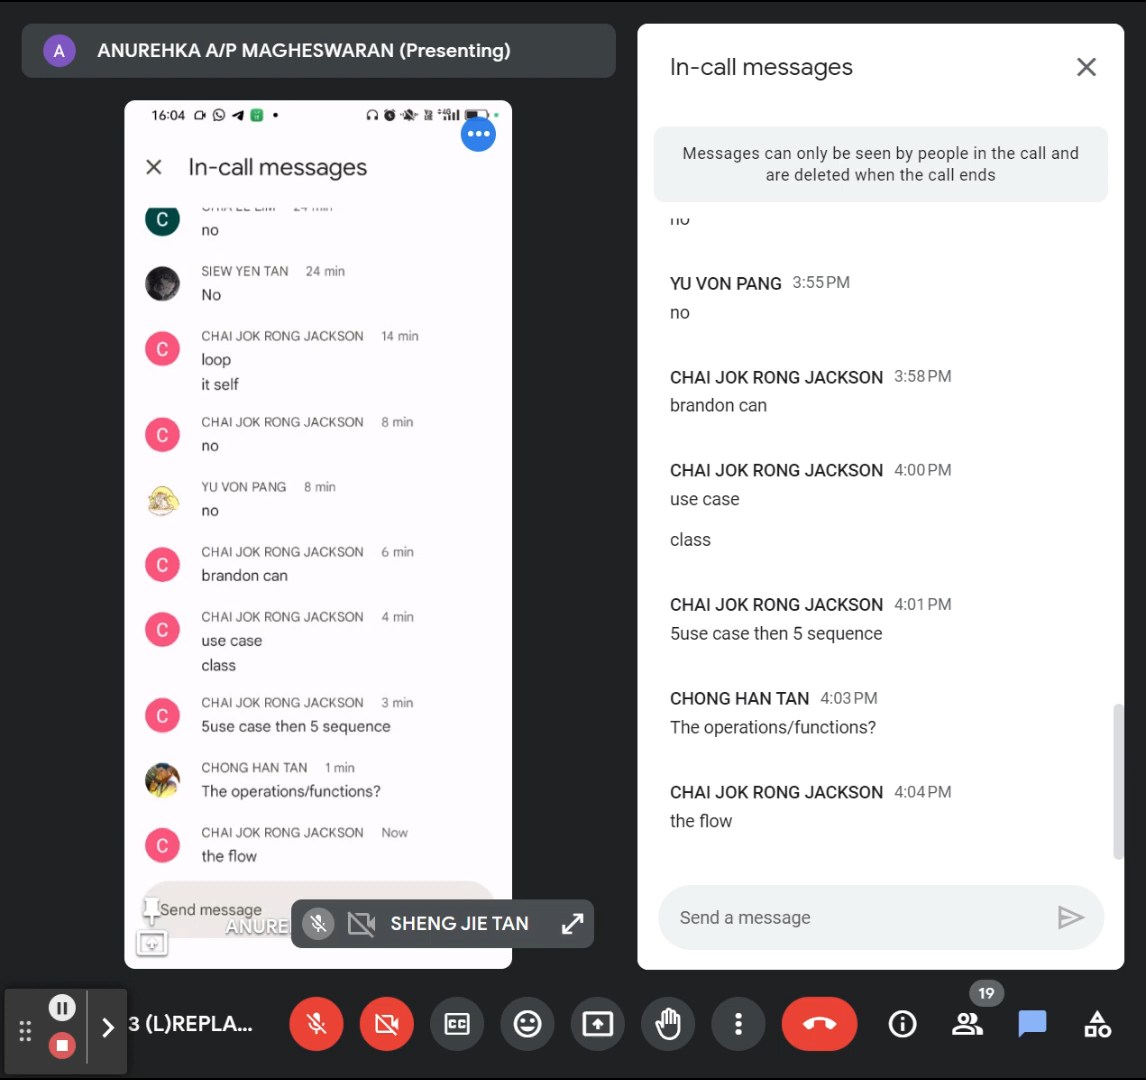 A
ANUREHKA A/P MAGHESWARAN (Presenting)
16:04
In-call messages
C
no
SIEW YEN TAN 24 min
No
C
CHAI JOK RONG JACKSON 14 min
loop
it self
C
CHAI JOK RONG JACKSON 8 min
no
YU VON PANG 8 min
no
C
CHAI JOK RONG JACKSON 6 min
brandon can
C
CHAI JOK RONG JACKSON 4 min
use case
class
C
CHAI JOK RONG JACKSON 3 min
5use case then 5 sequence
CHONG HAN TAN 1 min
The operations/functions?
C
CHAI JOK RONG JACKSON Now
the flow
Send message
ANURE
SHENG JIE TAN
In-call messages
Messages can only be seen by people in the call and
are deleted when the call ends
no
YU VON PANG 3:55 PM
no
CHAI JOK RONG JACKSON 3:58 PM
brandon can
CHAI JOK RONG JACKSON 4:00 PM
use case
class
CHAI JOK RONG JACKSON 4:01 PM
5use case then 5 sequence
CHONG HAN TAN 4:03 PM
The operations/functions?
CHAI JOK RONG JACKSON 4:04 PM
the flow
Send a message
3 (L)REPLA...
CC
19